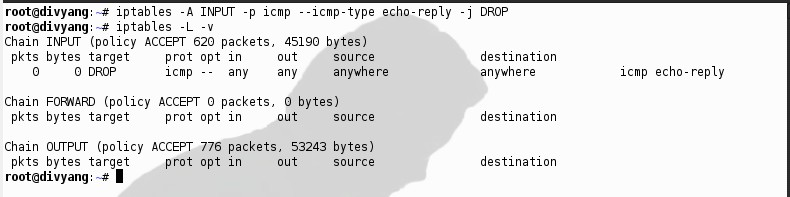 root@divyang:~# iptables -A INPUT -p icmp --icmp-type echo-reply -j DROP
root@divyang:~# iptables -L -v
Chain INPUT (policy ACCEPT 620 packets, 45190 bytes)
 pkts bytes target     prot opt in     out     source               destination
    0     0 DROP       icmp --  any    any     anywhere             anywhere             icmp echo-reply
Chain FORWARD (policy ACCEPT 0 packets, 0 bytes)
 pkts bytes target     prot opt in     out     source               destination
Chain OUTPUT (policy ACCEPT 776 packets, 53243 bytes)
 pkts bytes target     prot opt in     out     source               destination
root@divyang:~#